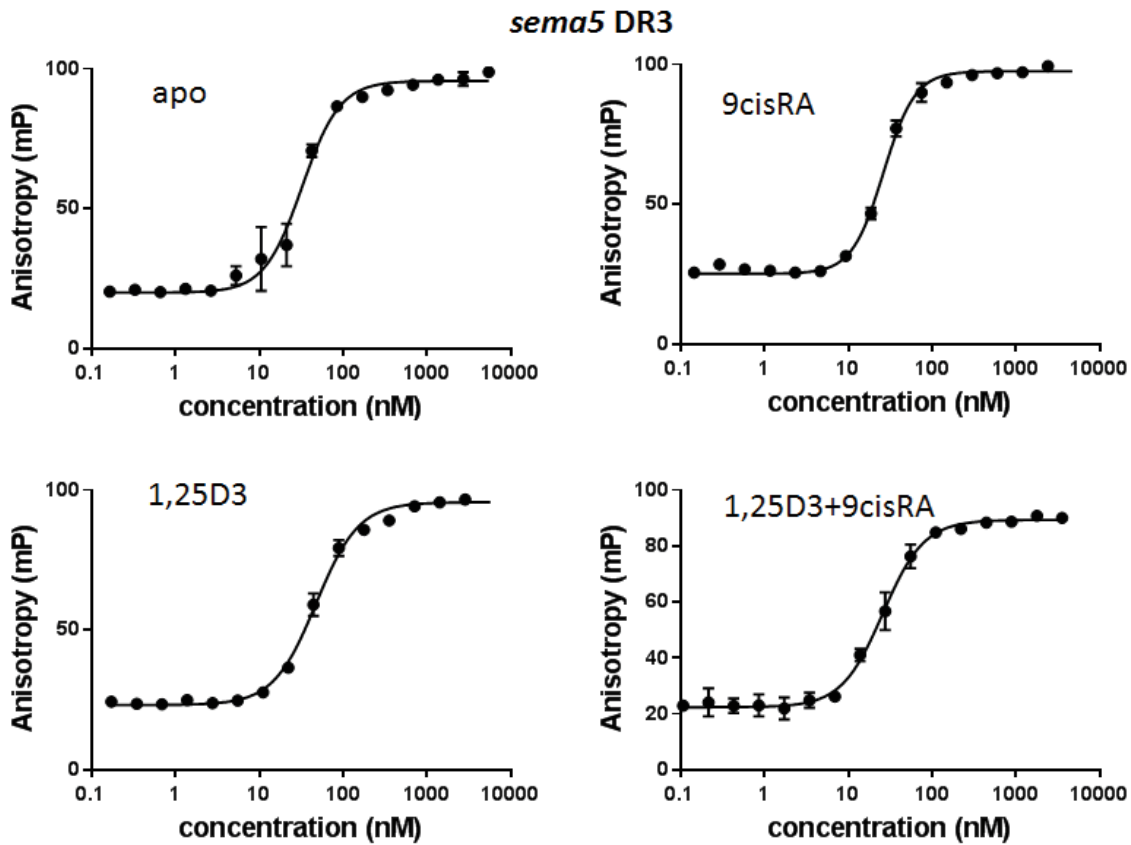 sema5 DR3
apo
100
50
0
Anisotropy (mP)
0.1 1 10 100 1000 10000
concentration (nM)
9cisRA
100
50
0
Anisotropy (mP)
0.1 1 10 100 1000 10000
concentration (nM)
1,25D3
100
50
0
Anisotropy (mP)
0.1 1 10 100 1000 10000
concentration (nM)
1,25D3+9cisRA
100
80
60
40
20
0
Anisotropy (mP)
0.1 1 10 100 1000 10000
concentration (nM)